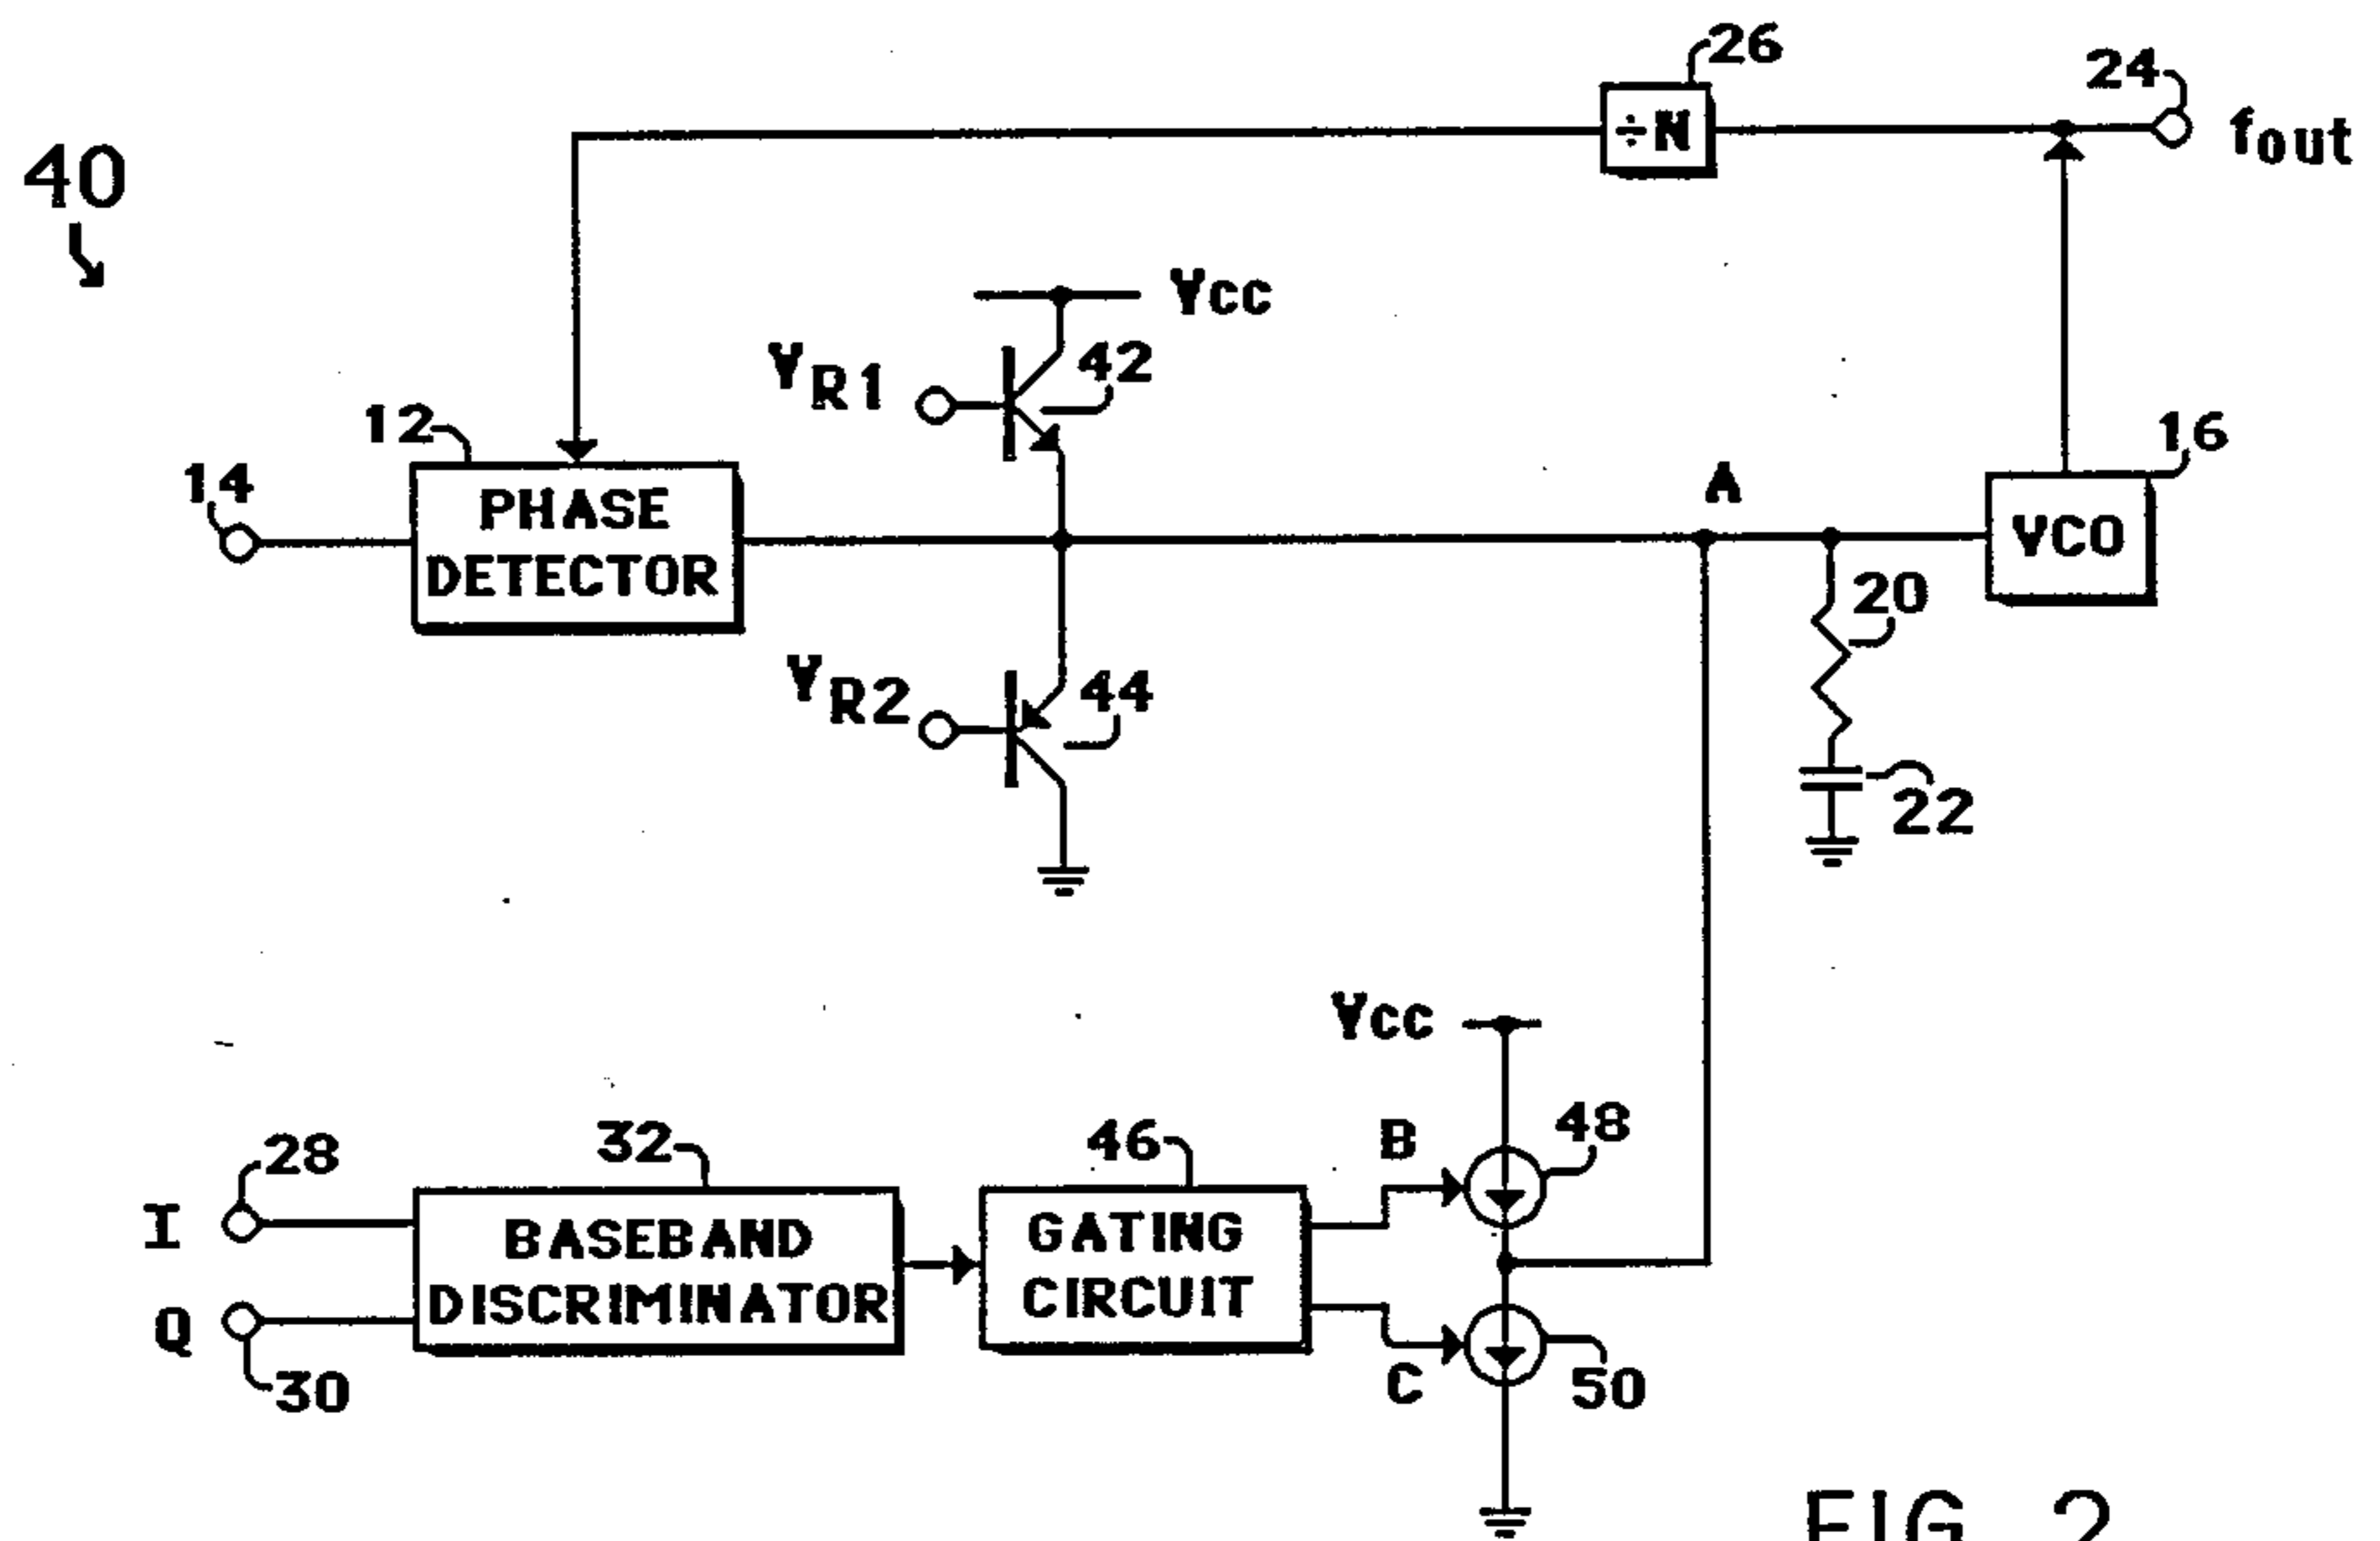 26
24
fout
40
VCC
VR1
42
12
14
PHASE
DETECTOR
A
16
VCO
20
VR2
44
22
VCC
28
32
46
B
48
I
BASEBAND
DISCRIMINATOR
GATING
CIRCUIT
Q
30
C
50
FIG. 2